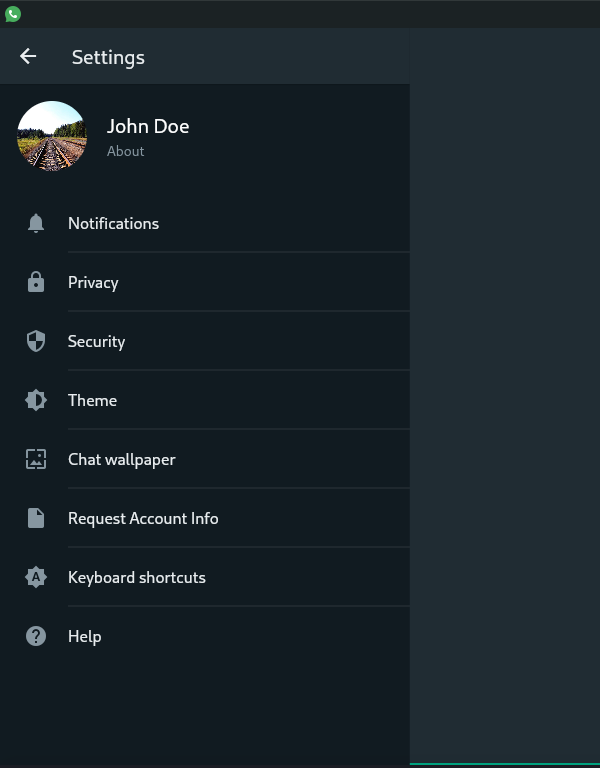 Settings
John Doe
About
Notifications
Privacy
Security
Theme
Chat wallpaper
Request Account Info
Keyboard shortcuts
Help